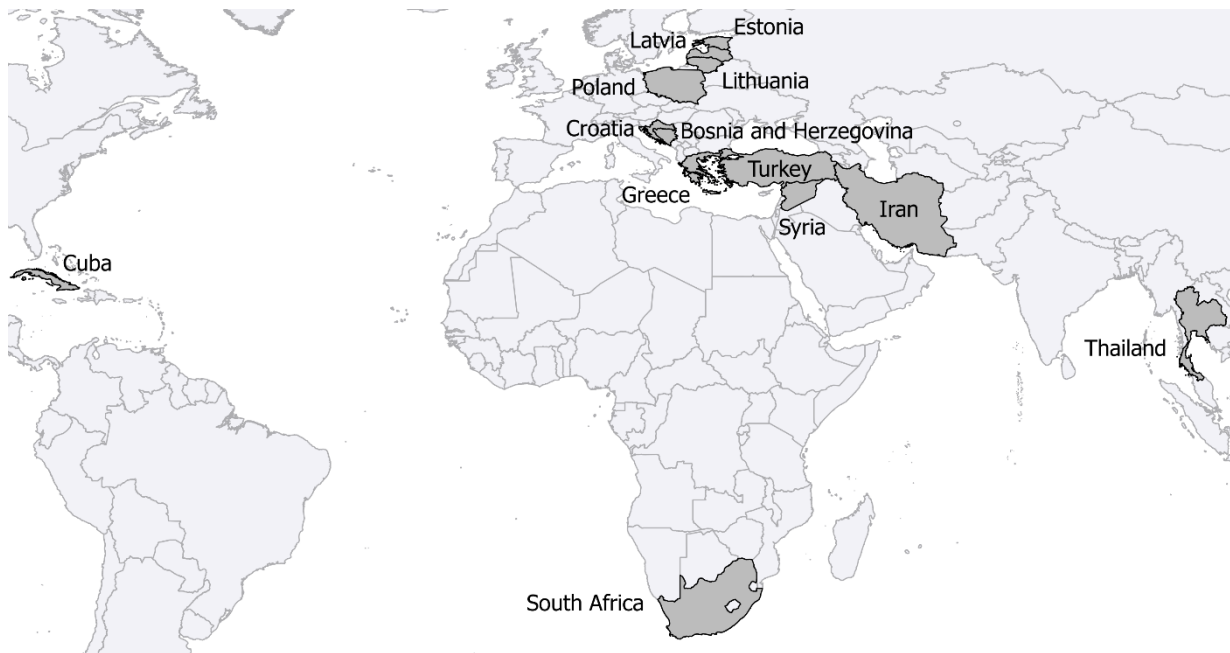 Estonia
Latvia
Lithuania
Poland
Croatia
Bosnia and Herzegovina
Turkey
Greece
Iran
Syria
Cuba
Thailand
South Africa